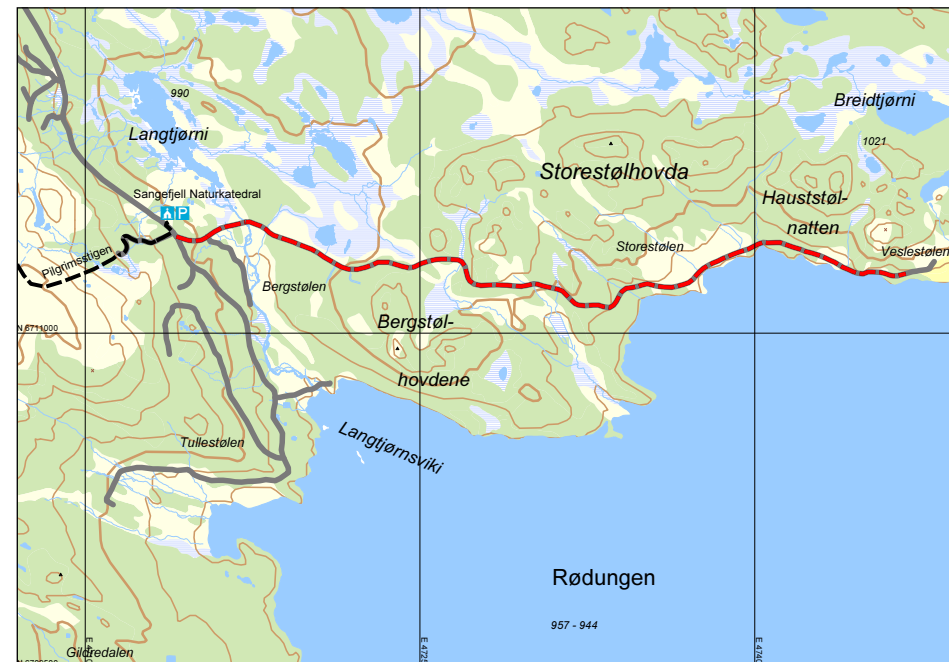 990
Langtjørni
Breidtjørni
1021
Storestølhovda
Sangefjell Naturkatedral
P
Hauststøl-
natten
Pilgrimsstigen
Storestølen
Veslestølen
Bergstølen
N 6711000
Bergstøl-
hovdene
Langtjørnsviki
Tullestølen
Rødungen
957 - 944
Gildredalen